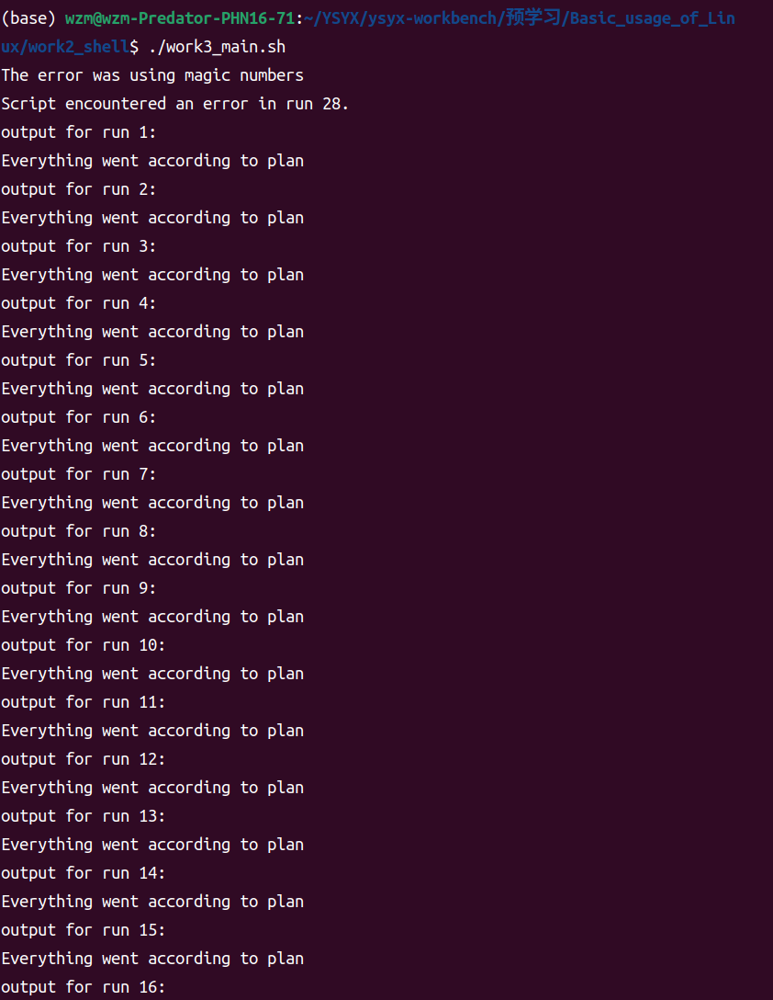 (base) wzm@wzm-Predator-PHN16-71:~/YSYX/ysyx-workbench/预学习/Basic_usage_of_Lin
ux/work2_shell$ ./work3_main.sh
The error was using magic numbers
Script encountered an error in run 28.
output for run 1:
Everything went according to plan
output for run 2:
Everything went according to plan
output for run 3:
Everything went according to plan
output for run 4:
Everything went according to plan
output for run 5:
Everything went according to plan
output for run 6:
Everything went according to plan
output for run 7:
Everything went according to plan
output for run 8:
Everything went according to plan
output for run 9:
Everything went according to plan
output for run 10:
Everything went according to plan
output for run 11:
Everything went according to plan
output for run 12:
Everything went according to plan
output for run 13:
Everything went according to plan
output for run 14:
Everything went according to plan
output for run 15:
Everything went according to plan
output for run 16: